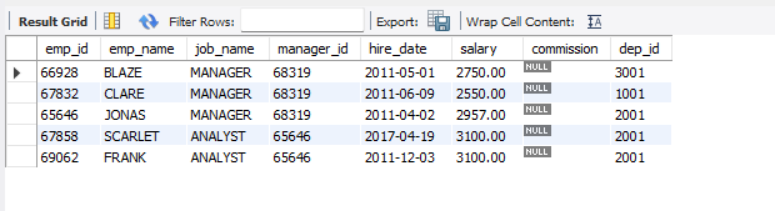 Result Grid Filter Rows: Export: Wrap Cell Content: IA
emp_id emp_name job_name manager_id hire_date salary commission dep_id
66928 BLAZE MANAGER 68319 2011-05-01 2750.00 NULL 3001
67832 CLARE MANAGER 68319 2011-06-09 2550.00 NULL 1001
65646 JONAS MANAGER 68319 2011-04-02 2957.00 NULL 2001
67858 SCARLET ANALYST 65646 2017-04-19 3100.00 NULL 2001
69062 FRANK ANALYST 65646 2011-12-03 3100.00 NULL 2001